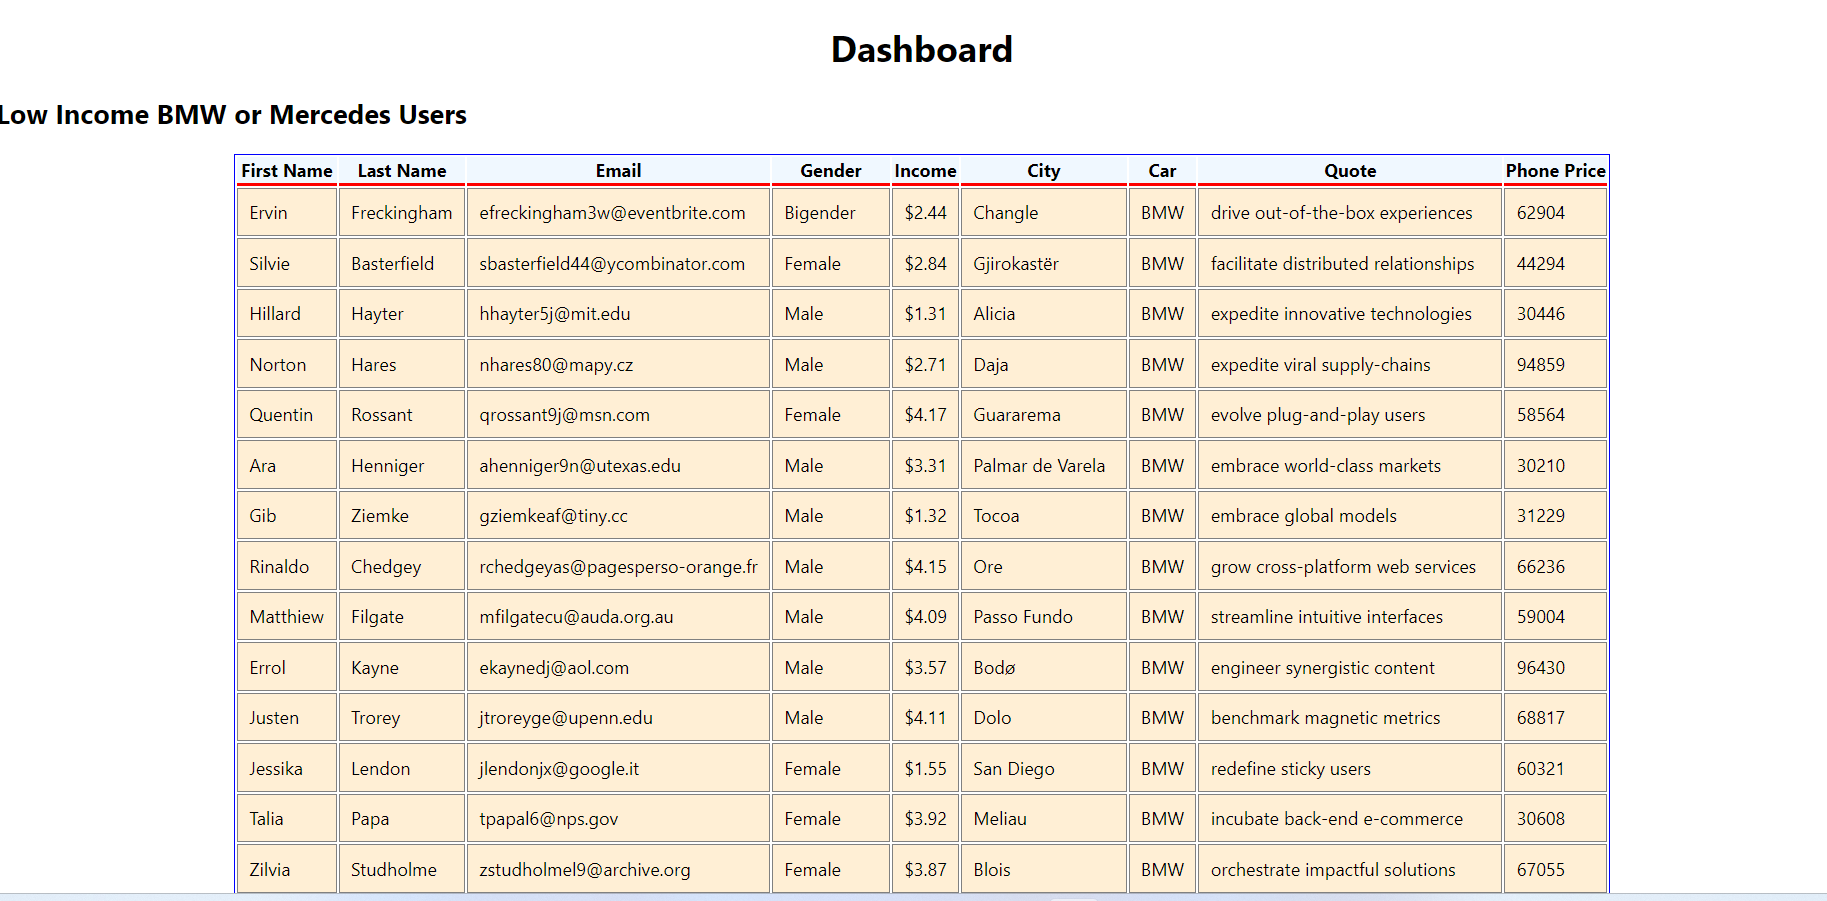 Dashboard
Low Income BMW or Mercedes Users
First Name Last Name Email Gender Income City Car Quote Phone Price
Ervin Freckingham efreckingham3w@eventbrite.com Bigender $2.44 Changle BMW drive out-of-the-box experiences 62904
Silvie Basterfield sbasterfield44@ycombinator.com Female $2.84 Gjirokastër BMW facilitate distributed relationships 44294
Hillard Hayter hhayter5j@mit.edu Male $1.31 Alicia BMW expedite innovative technologies 30446
Norton Hares nhares80@mapy.cz Male $2.71 Daja BMW expedite viral supply-chains 94859
Quentin Rossant qrossant9j@msn.com Female $4.17 Guararema BMW evolve plug-and-play users 58564
Ara Henniger ahenniger9n@utexas.edu Male $3.31 Palmar de Varela BMW embrace world-class markets 30210
Gib Ziemke gziemkeaf@tiny.cc Male $1.32 Tocoa BMW embrace global models 31229
Rinaldo Chedgey rchedgeyas@pagesperso-orange.fr Male $4.15 Ore BMW grow cross-platform web services 66236
Matthiew Filgate mfilgatecu@auda.org.au Male $4.09 Passo Fundo BMW streamline intuitive interfaces 59004
Errol Kayne ekaynedj@aol.com Male $3.57 Bodø BMW engineer synergistic content 96430
Justen Trorey jtroreyge@upenn.edu Male $4.11 Dolo BMW benchmark magnetic metrics 68817
Jessika Lendon jlendonjx@google.it Female $1.55 San Diego BMW redefine sticky users 60321
Talia Papa tpapal6@nps.gov Female $3.92 Meliau BMW incubate back-end e-commerce 30608
Zilvia Studholme zstudholmel9@archive.org Female $3.87 Blois BMW orchestrate impactful solutions 67055